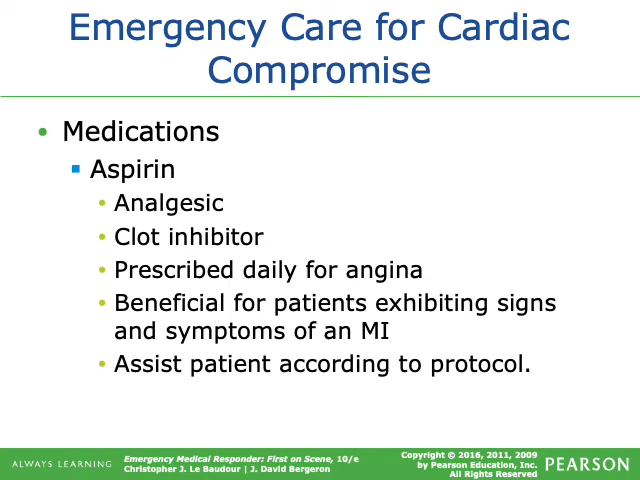 Emergency Care for Cardiac
Compromise
• Medications
▪ Aspirin
• Analgesic
• Clot inhibitor
• Prescribed daily for angina
• Beneficial for patients exhibiting signs
and symptoms of an MI
• Assist patient according to protocol.
ALWAYS LEARNING
Emergency Medical Responder: First on Scene, 10/e
Christopher J. Le Baudour | J. David Bergeron
Copyright © 2016, 2011, 2009
by Pearson Education, Inc.
All Rights Reserved
PEARSON